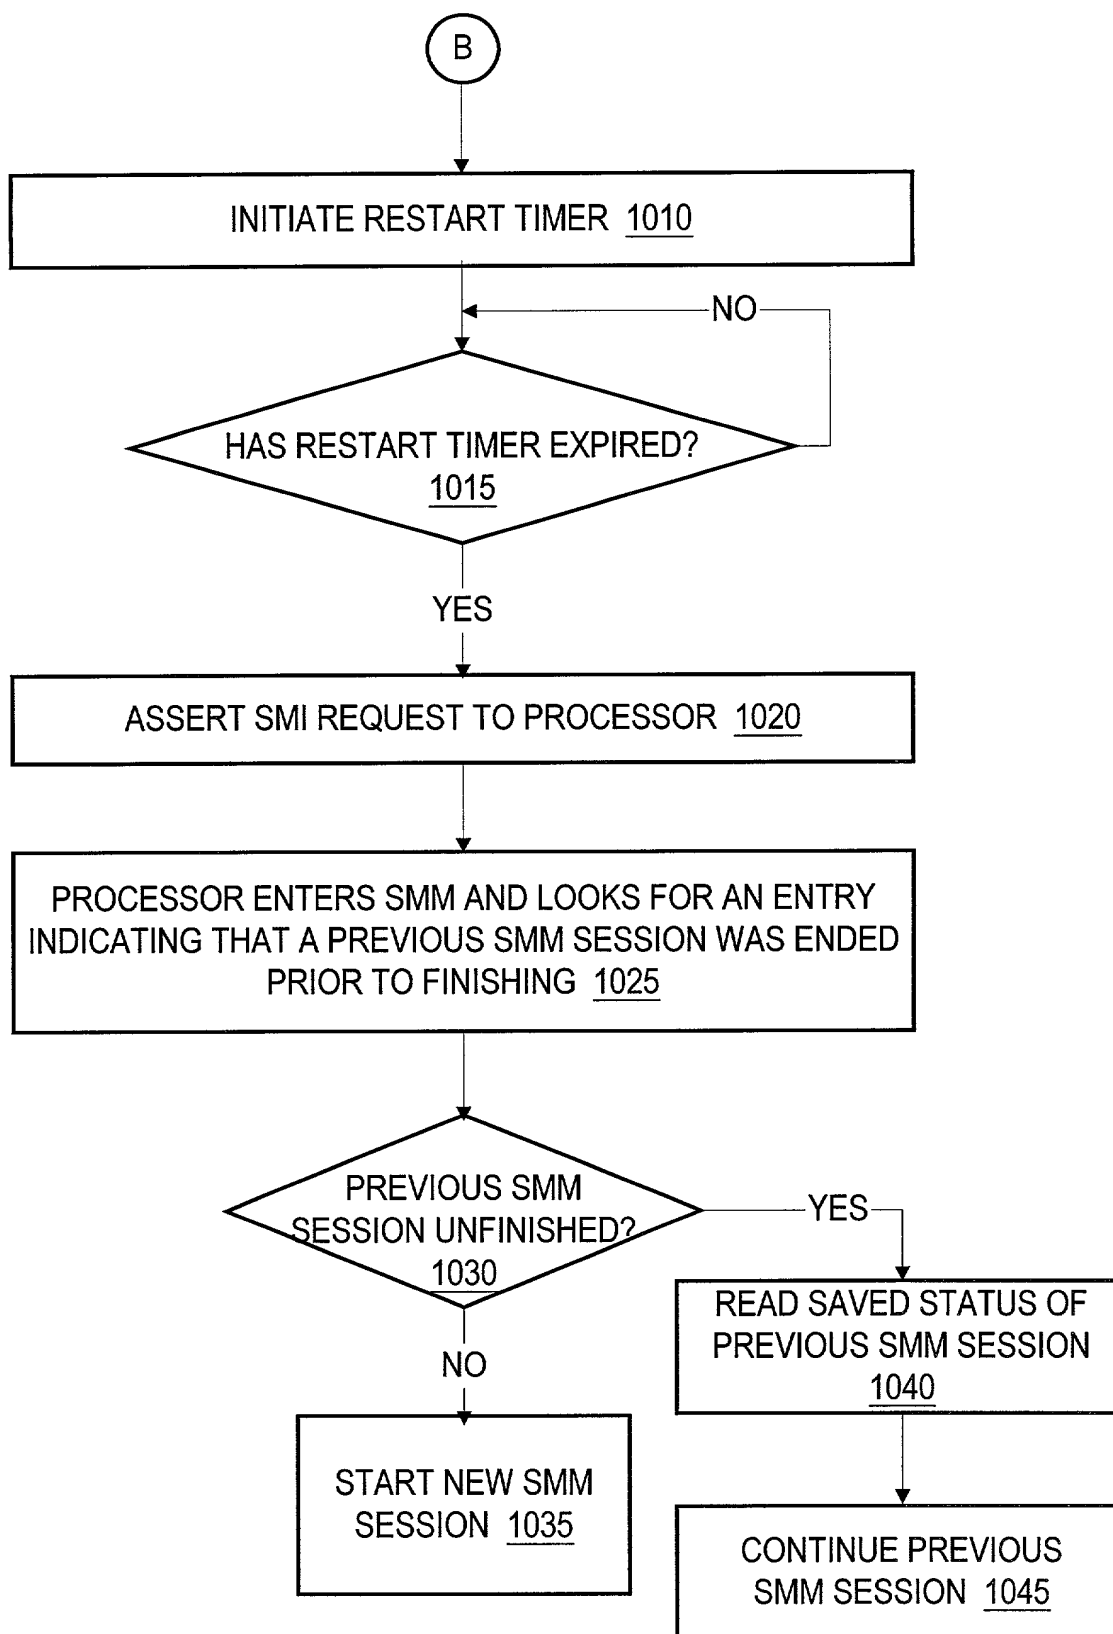 B
INITIATE RESTART TIMER 1010
NO
HAS RESTART TIMER EXPIRED?
1015
YES
ASSERT SMI REQUEST TO PROCESSOR 1020
PROCESSOR ENTERS SMM AND LOOKS FOR AN ENTRY
INDICATING THAT A PREVIOUS SMM SESSION WAS ENDED
PRIOR TO FINISHING 1025
PREVIOUS SMM
SESSION UNFINISHED?
1030
YES
NO
READ SAVED STATUS OF
PREVIOUS SMM SESSION
1040
START NEW SMM
SESSION 1035
CONTINUE PREVIOUS
SMM SESSION 1045